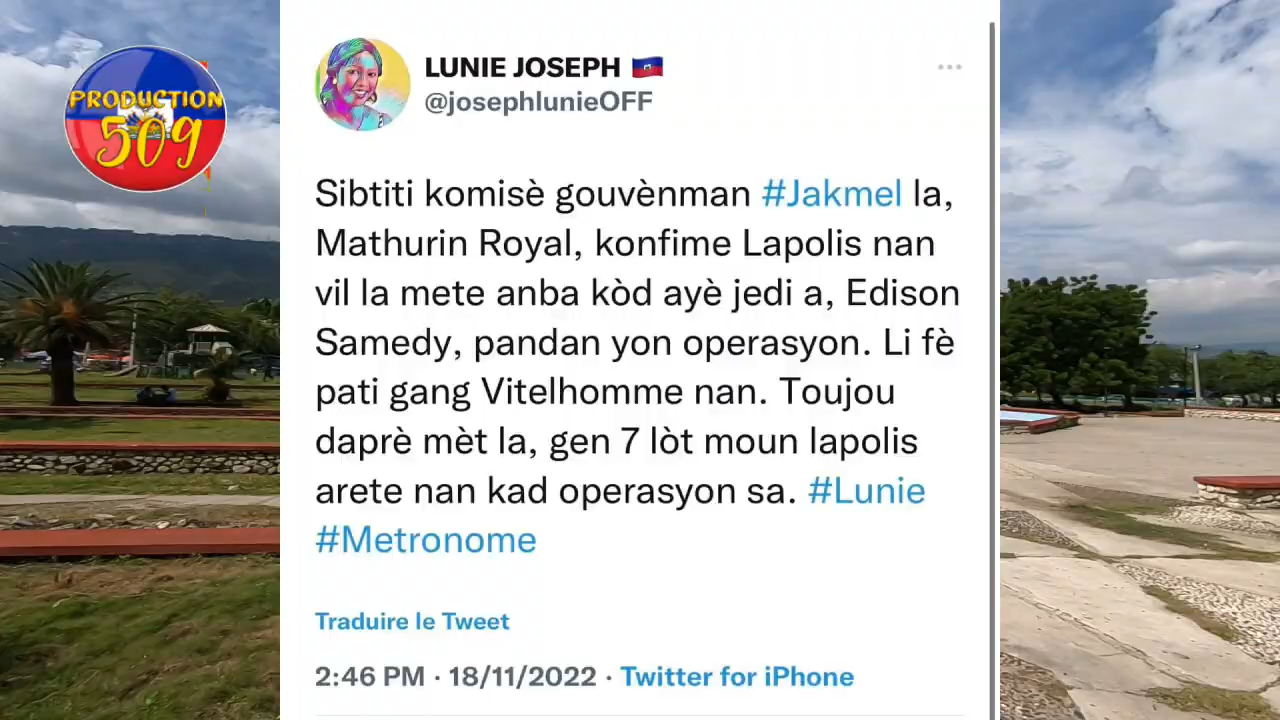 PRODUCTION
509
LUNIE JOSEPH 🇭🇹
@josephlunieOFF
Sibtiti komisè gouvènman #Jakmel la,
Mathurin Royal, konfime Lapolis nan
vil la mete anba kòd ayè jedi a, Edison
Samedy, pandan yon operasyon. Li fè
pati gang Vitelhomme nan. Toujou
daprè mèt la, gen 7 lòt moun lapolis
arete nan kad operasyon sa. #Lunie
#Metronome
Traduire le Tweet
2:46 PM · 18/11/2022 · Twitter for iPhone